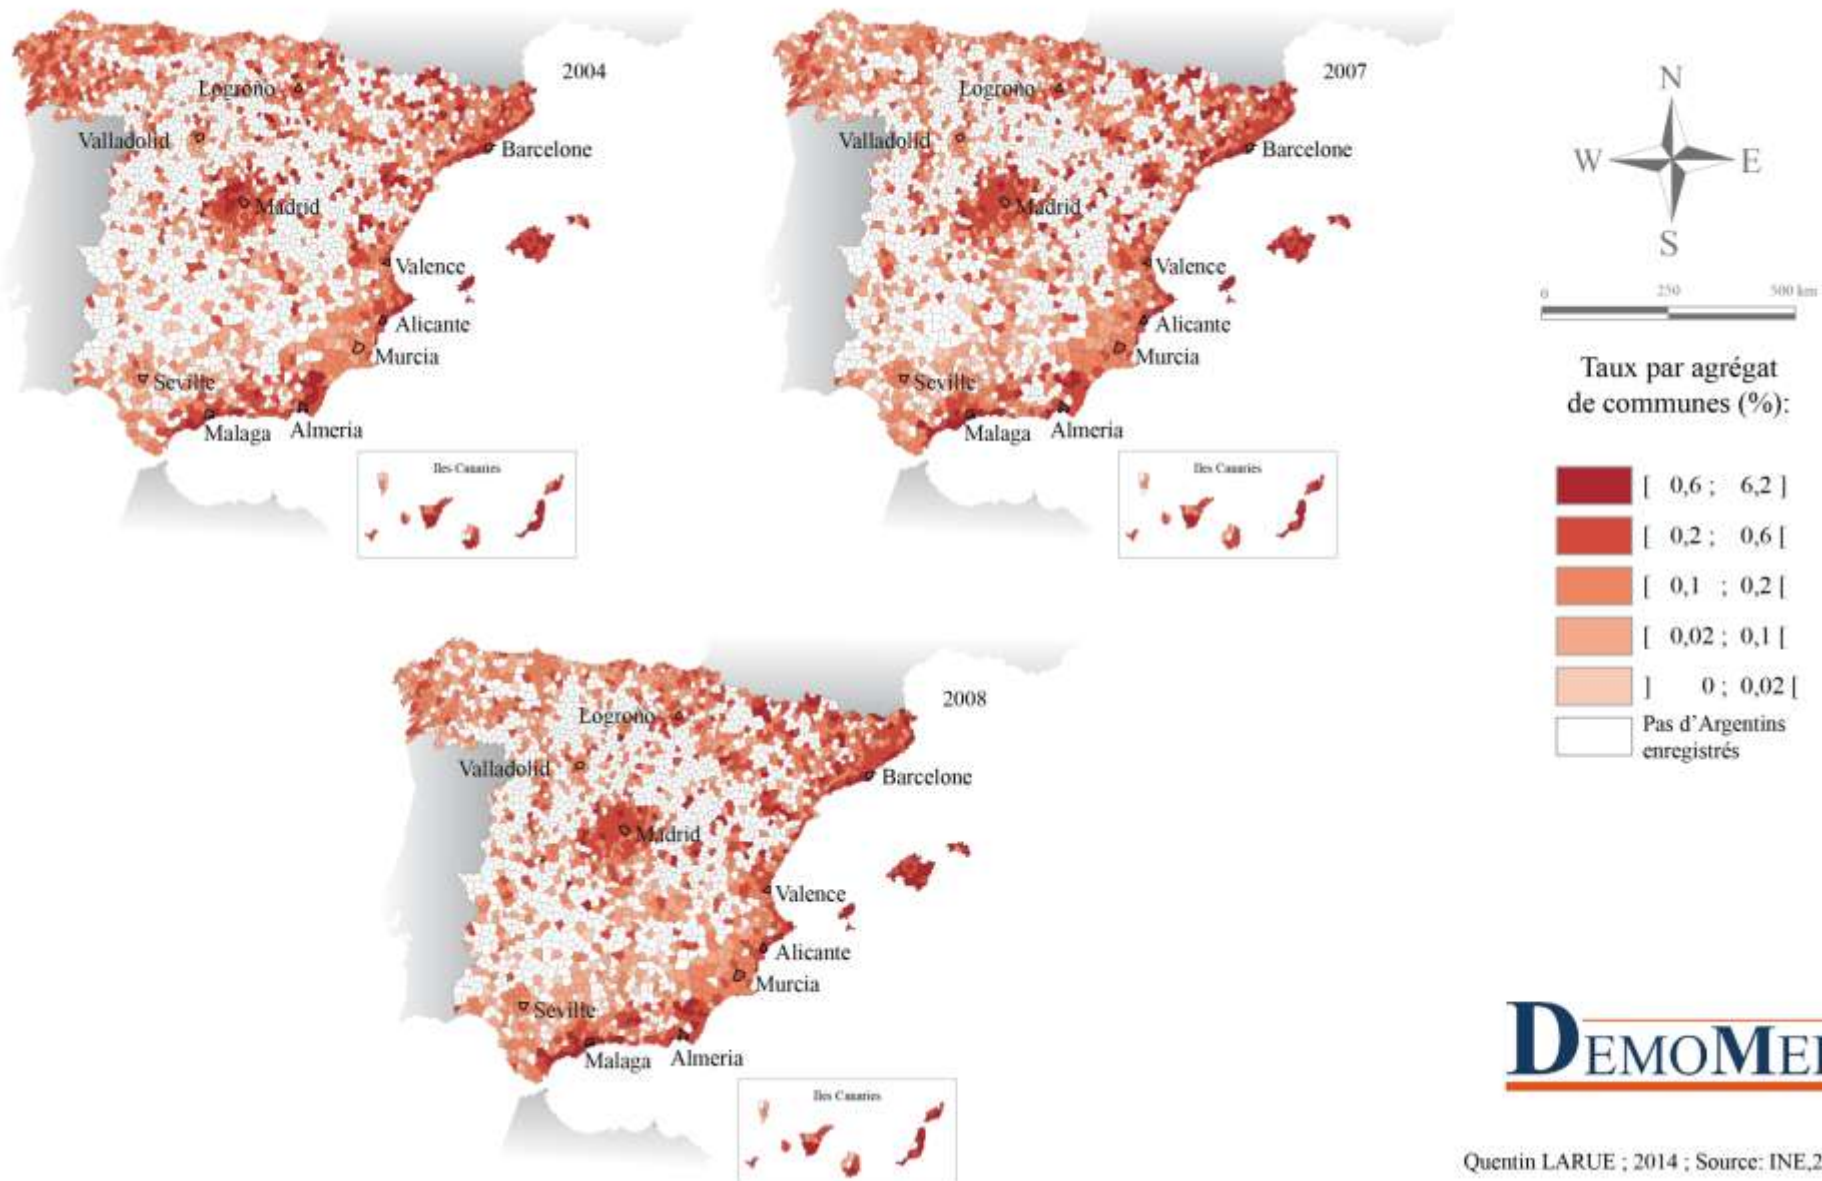 2004
Logroño
Valladolid
Barcelone
Madrid
Valence
Alicante
Murcia
Seville
Malaga
Almeria
Iles Canaries
2007
Logroño
Valladolid
Barcelone
Madrid
Valence
Alicante
Murcia
Seville
Malaga
Almeria
Iles Canaries
2008
Logroño
Valladolid
Barcelone
Madrid
Valence
Alicante
Murcia
Seville
Malaga
Almeria
Iles Canaries
N
W E
S
0 250 500 km
Taux par agrégat
de communes (%):
[ 0,6 ; 6,2 ]
[ 0,2 ; 0,6 [
[ 0,1 ; 0,2 [
[ 0,02 ; 0,1 [
] 0 ; 0,02 [
Pas d'Argentins
enregistrés
Quentin LARUE ; 2014 ; Source: INE,2